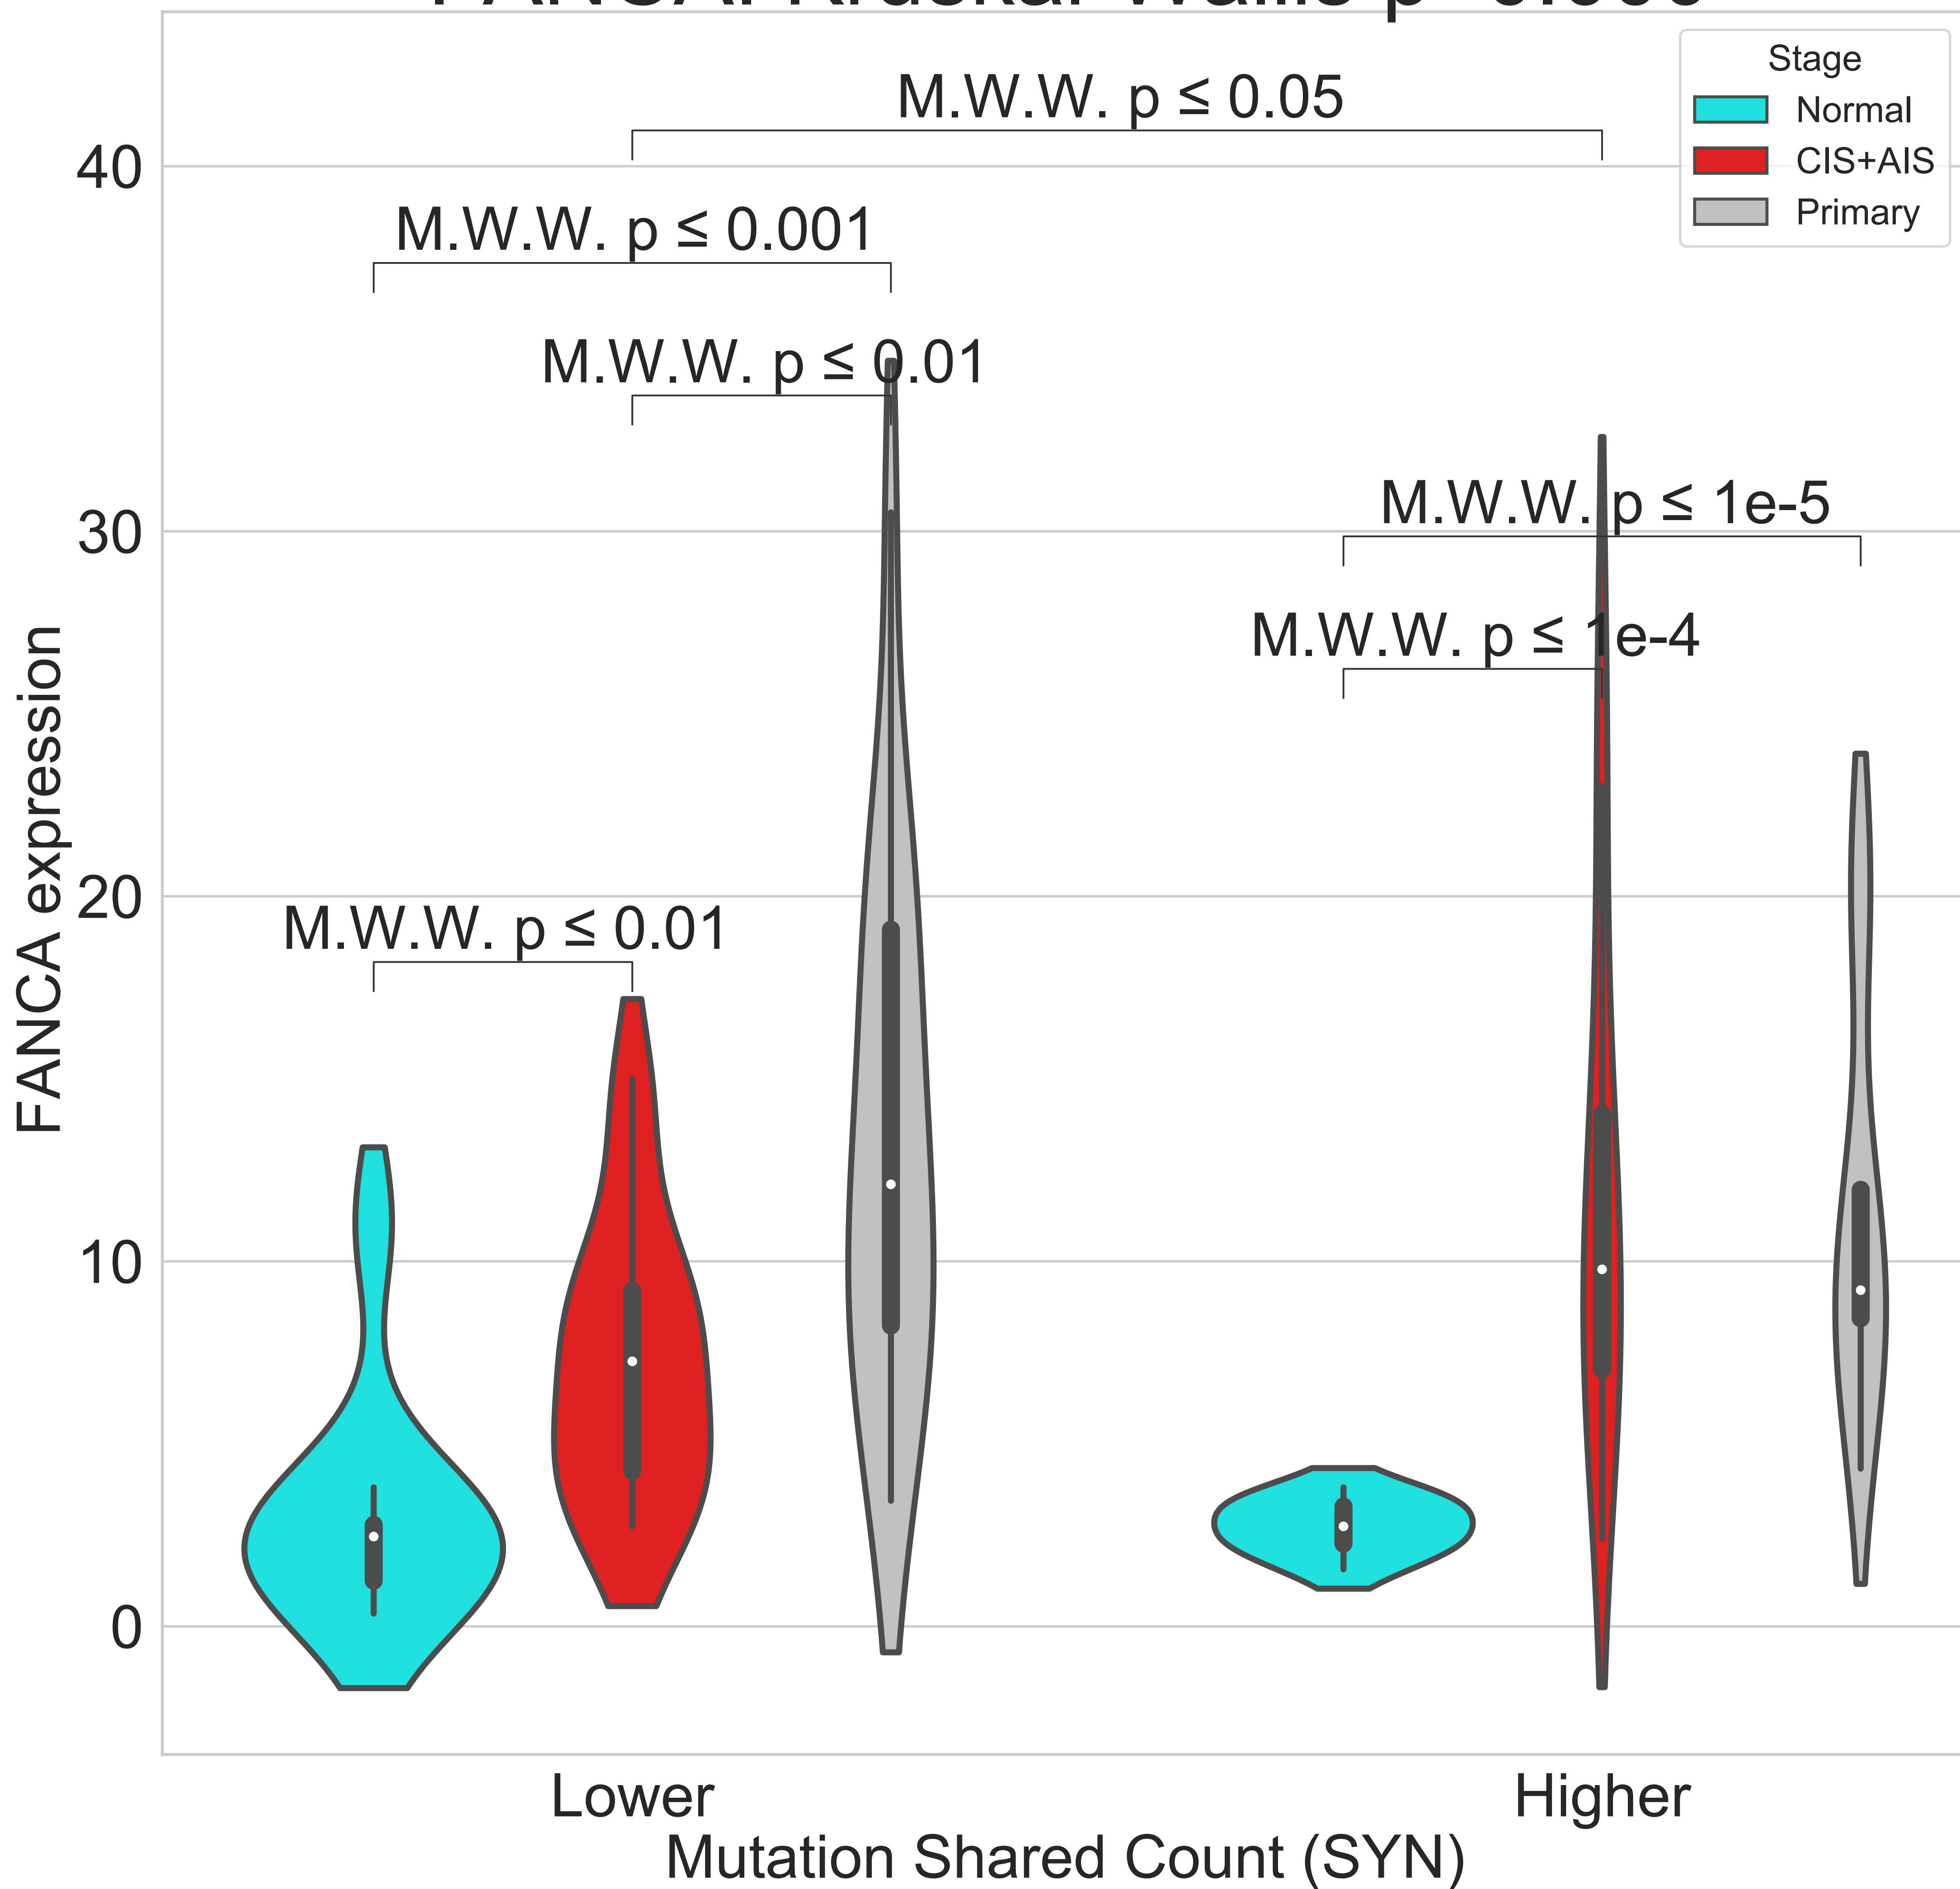 Stage
Normal
CIS+AIS
Primary
M.W.W. p ≤ 0.05
M.W.W. p ≤ 0.001
M.W.W. p ≤ 0.01
M.W.W. p ≤ 1e-5
M.W.W. p ≤ 1e-4
M.W.W. p ≤ 0.01
40
30
20
10
0
FANCA expression
Lower
Higher
Mutation Shared Count (SYN)